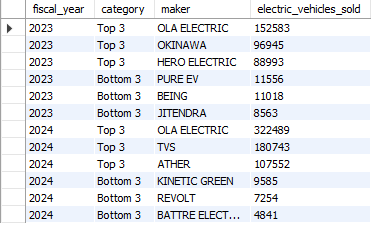 fiscal_year category maker electric_vehicles_sold
2023 Top 3 OLA ELECTRIC 152583
2023 Top 3 OKINAWA 96945
2023 Top 3 HERO ELECTRIC 88993
2023 Bottom 3 PURE EV 11556
2023 Bottom 3 BEING 11018
2023 Bottom 3 JITENDRA 8563
2024 Top 3 OLA ELECTRIC 322489
2024 Top 3 TVS 180743
2024 Top 3 ATHER 107552
2024 Bottom 3 KINETIC GREEN 9585
2024 Bottom 3 REVOLT 7254
2024 Bottom 3 BATTRE ELECT... 4841